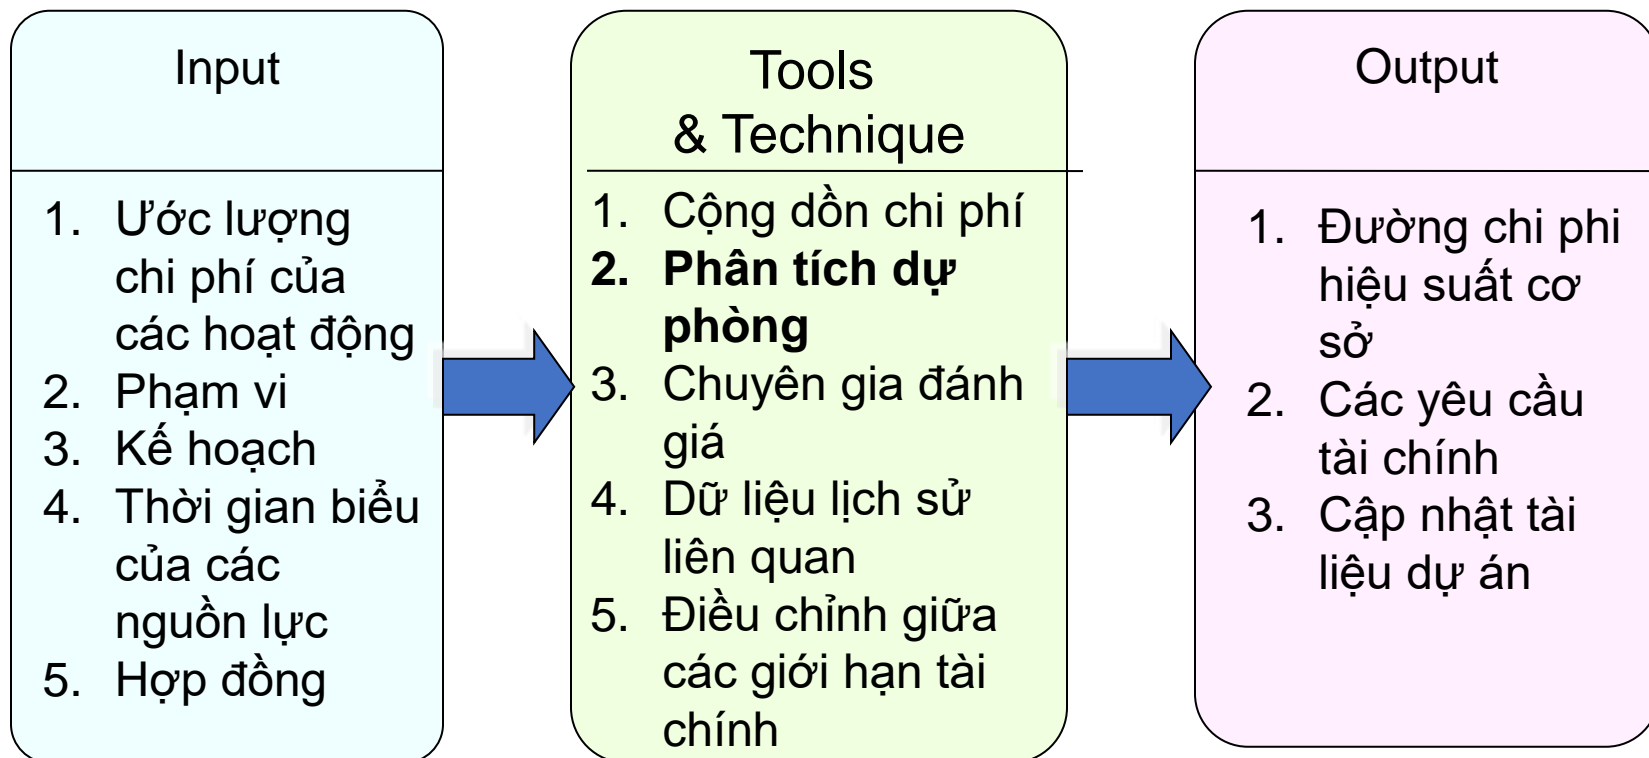 Input
1. Ước lượng
chi phí của
các hoạt động
2. Phạm vi
3. Kế hoạch
4. Thời gian biểu
của các
nguồn lực
5. Hợp đồng
Tools
& Technique
1. Cộng dồn chi phí
2. Phân tích dự
phòng
3. Chuyên gia đánh
giá
4. Dữ liệu lịch sử
liên quan
5. Điều chỉnh giữa
các giới hạn tài
chính
Output
1. Đường chi phi
hiệu suất cơ
sở
2. Các yêu cầu
tài chính
3. Cập nhật tài
liệu dự án